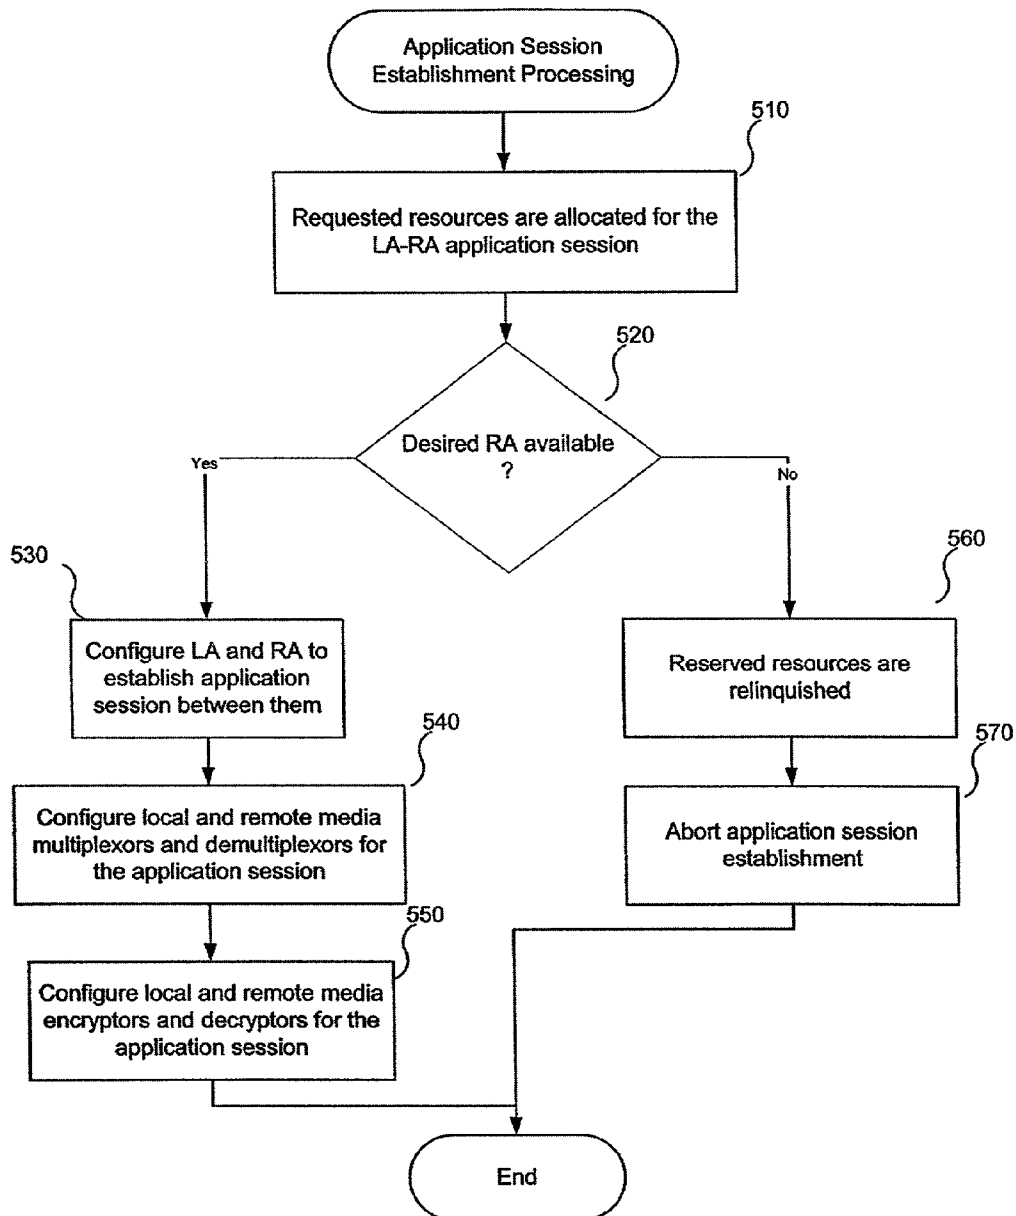 Application Session
Establishment Processing
510
Requested resources are allocated for the
LA-RA application session
520
Desired RA available
?
Yes
No
530
Configure LA and RA to
establish application
session between them
560
Reserved resources are
relinquished
540
Configure local and remote media
multiplexors and demultiplexors for
the application session
570
Abort application session
establishment
550
Configure local and remote media
encryptors and decryptors for the
application session
End